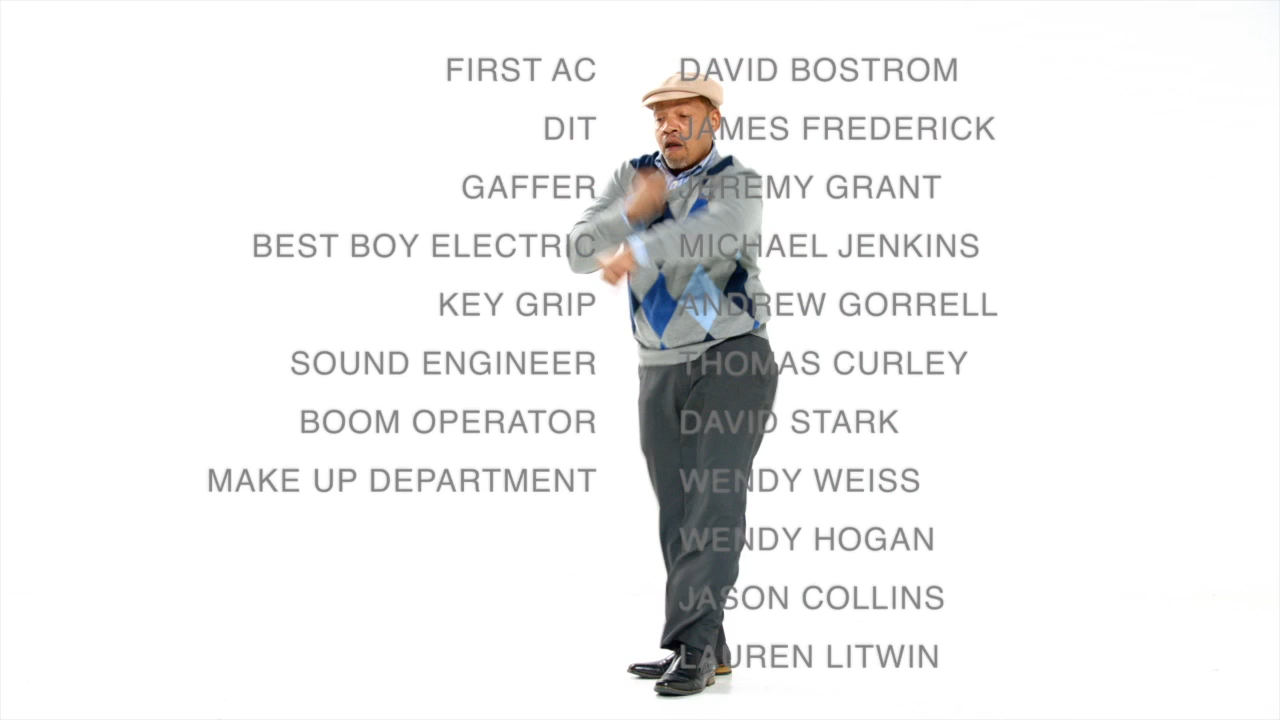 FIRST AC DAVID BOSTROM
DIT JAMES FREDERICK
GAFFER JEREMY GRANT
BEST BOY ELECTRIC MICHAEL JENKINS
KEY GRIP ANDREW GORRELL
SOUND ENGINEER THOMAS CURLEY
BOOM OPERATOR DAVID STARK
MAKE UP DEPARTMENT WENDY WEISS
WENDY HOGAN
JASON COLLINS
LAUREN LITWIN